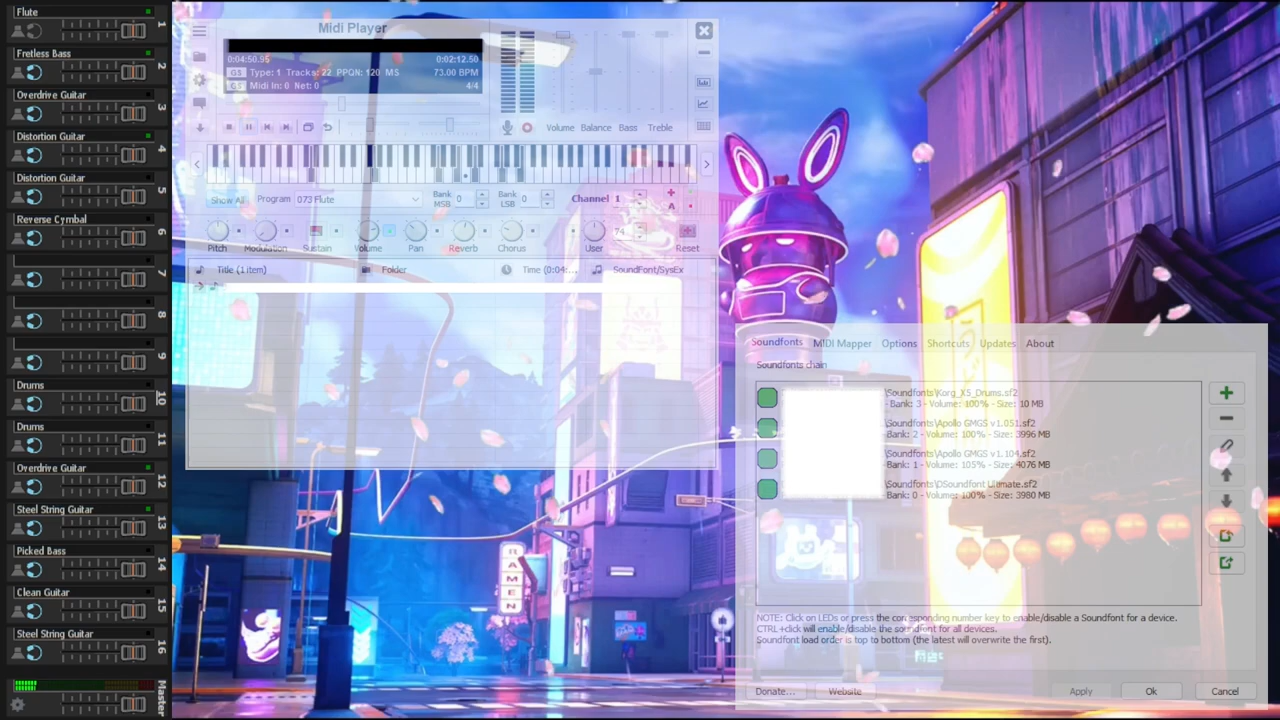 Flute
1
Fretless Bass
2
Overdrive Guitar
3
Distortion Guitar
4
Distortion Guitar
5
Reverse Cymbal
6
7
8
9
Drums
10
Drums
11
Overdrive Guitar
12
Steel String Guitar
13
Picked Bass
14
Clean Guitar
15
Steel String Guitar
16
Master
Midi Player
0:04:50.95 0:02:12.50
GS Type: 1 Tracks: 22 PPQN: 120 MS 73.00 BPM
GS Midi In: 0 Net: 0 4/4
Volume Balance Bass Treble
Show All Program 073 Flute Bank MSB 0 Bank LSB 0 Channel 1 A
Pitch Modulation Sustain Volume Pan Reverb Chorus User 74 Reset
Title (1 item) Folder Time (0:04:... SoundFont/SysEx
RAMEN
Soundfonts MIDI Mapper Options Shortcuts Updates About
Soundfonts chain
\Soundfonts\Korg_X5_Drums.sf2
- Bank: 3 - Volume: 100% - Size: 10 MB
\Soundfonts\Apollo GMGS v1.051.sf2
Bank: 2 - Volume: 100% - Size: 3996 MB
\Soundfonts\Apollo GMGS v1.104.sf2
Bank: 1 - Volume: 105% - Size: 4076 MB
\Soundfonts\DSoundfont Ultimate.sf2
Bank: 0 - Volume: 100% - Size: 3980 MB
NOTE: Click on LEDs or press the corresponding number key to enable/disable a Soundfont for a device.
CTRL+click will enable/disable the soundfont for all devices.
Soundfont load order is top to bottom (the latest will overwrite the first).
Donate... Website Apply Ok Cancel